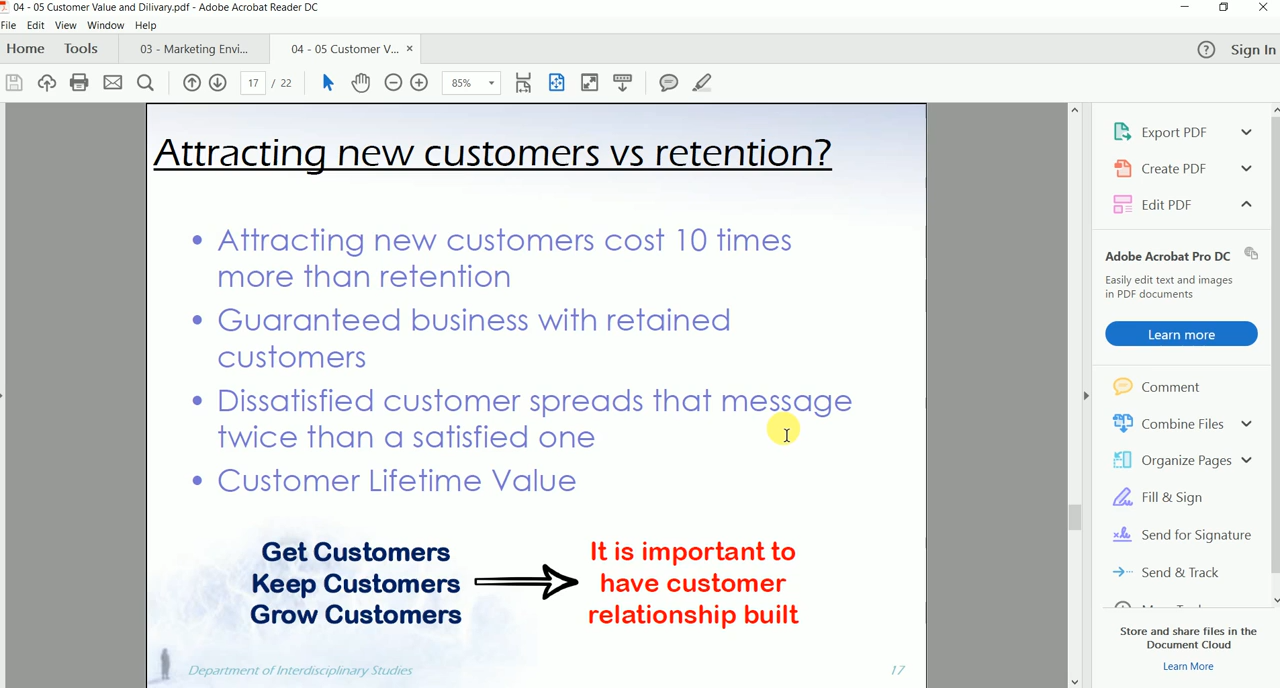 04 - 05 Customer Value and Dilivary.pdf - Adobe Acrobat Reader DC
File Edit View Window Help
Home Tools 03 - Marketing Envi... 04 - 05 Customer V... × Sign In
17 / 22 85%
Attracting new customers vs retention?
• Attracting new customers cost 10 times
more than retention
• Guaranteed business with retained
customers
• Dissatisfied customer spreads that message
twice than a satisfied one
• Customer Lifetime Value
Get Customers
Keep Customers
Grow Customers
It is important to
have customer
relationship built
Department of Interdisciplinary Studies
17
Export PDF
Create PDF
Edit PDF
Adobe Acrobat Pro DC
Easily edit text and images
in PDF documents
Learn more
Comment
Combine Files
Organize Pages
Fill & Sign
Send for Signature
Send & Track
Store and share files in the
Document Cloud
Learn More